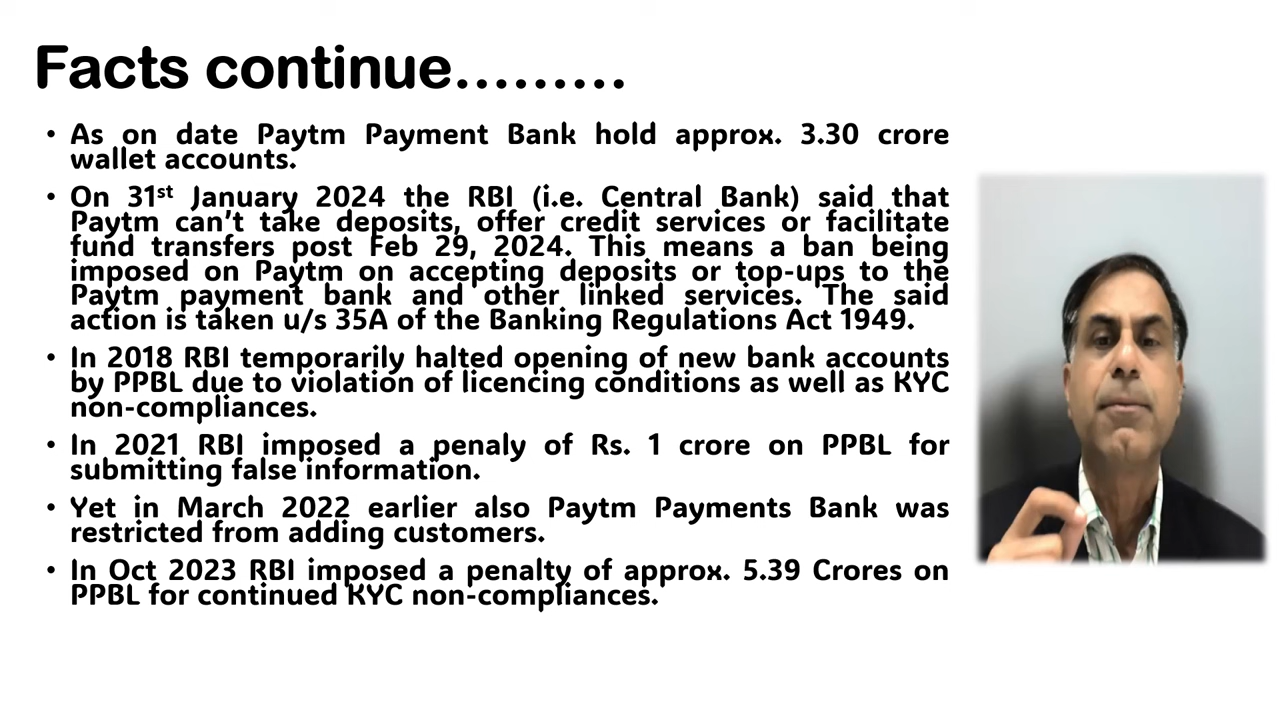 Facts continue.........
• As on date Paytm Payment Bank hold approx. 3.30 crore
wallet accounts.
• On 31st January 2024 the RBI (i.e. Central Bank) said that
Paytm can't take deposits, offer credit services or facilitate
fund transfers post Feb 29, 2024. This means a ban being
imposed on Paytm on accepting deposits or top-ups to the
Paytm payment bank and other linked services. The said
action is taken u/s 35A of the Banking Regulations Act 1949.
• In 2018 RBI temporarily halted opening of new bank accounts
by PPBL due to violation of licencing conditions as well as KYC
non-compliances.
• In 2021 RBI imposed a penaly of Rs. 1 crore on PPBL for
submitting false information.
• Yet in March 2022 earlier also Paytm Payments Bank was
restricted from adding customers.
• In Oct 2023 RBI imposed a penalty of approx. 5.39 Crores on
PPBL for continued KYC non-compliances.